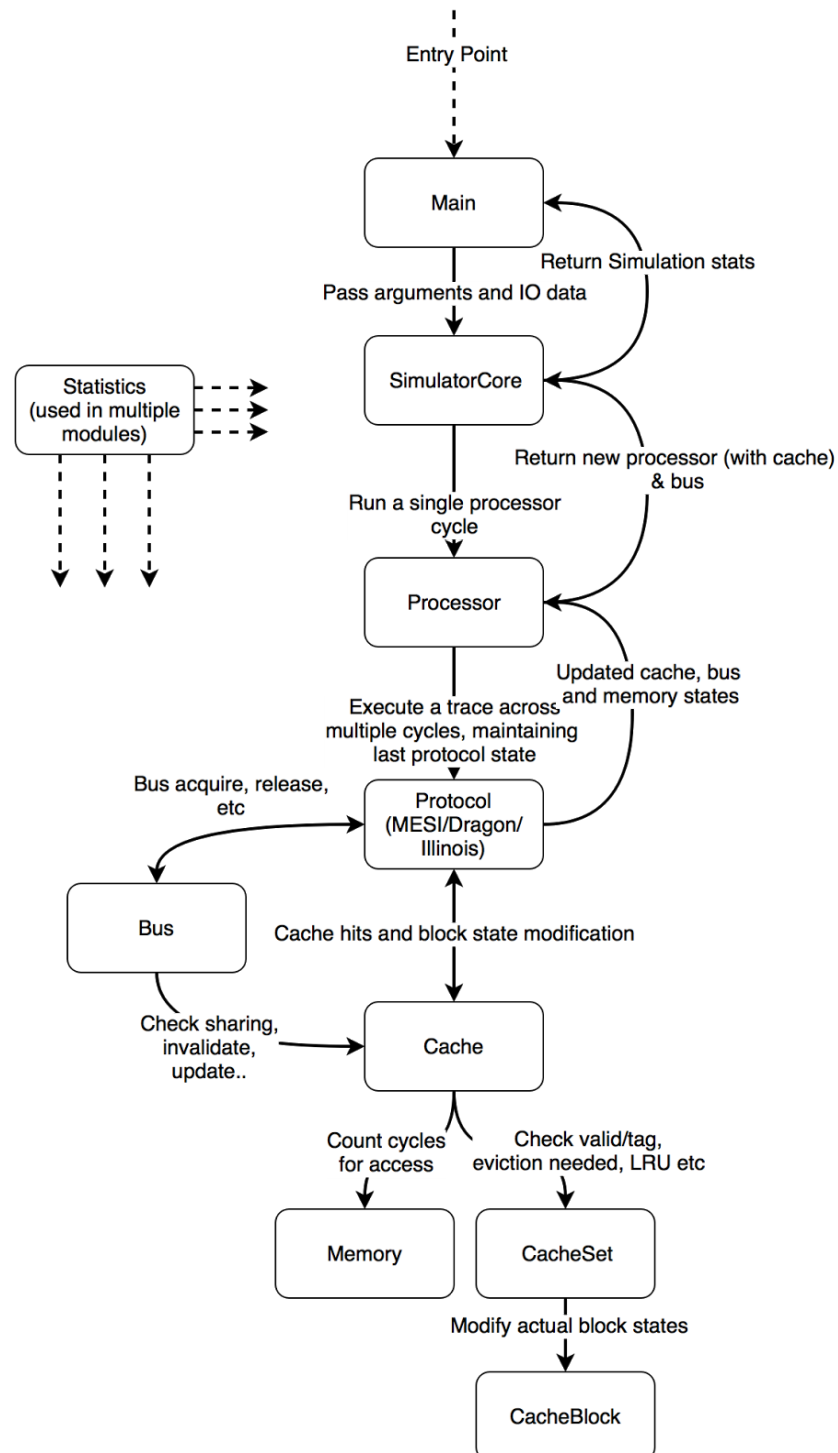 Entry Point
Main
Return Simulation stats
Pass arguments and IO data
Statistics
(used in multiple
modules)
SimulatorCore
Return new processor (with cache)
& bus
Run a single processor
cycle
Processor
Updated cache, bus
and memory states
Execute a trace across
multiple cycles, maintaining
last protocol state
Bus acquire, release,
etc
Protocol
(MESI/Dragon/
Illinois)
Bus
Cache hits and block state modification
Check sharing,
invalidate,
update..
Cache
Count cycles
for access
Check valid/tag,
eviction needed, LRU etc
Memory
CacheSet
Modify actual block states
CacheBlock